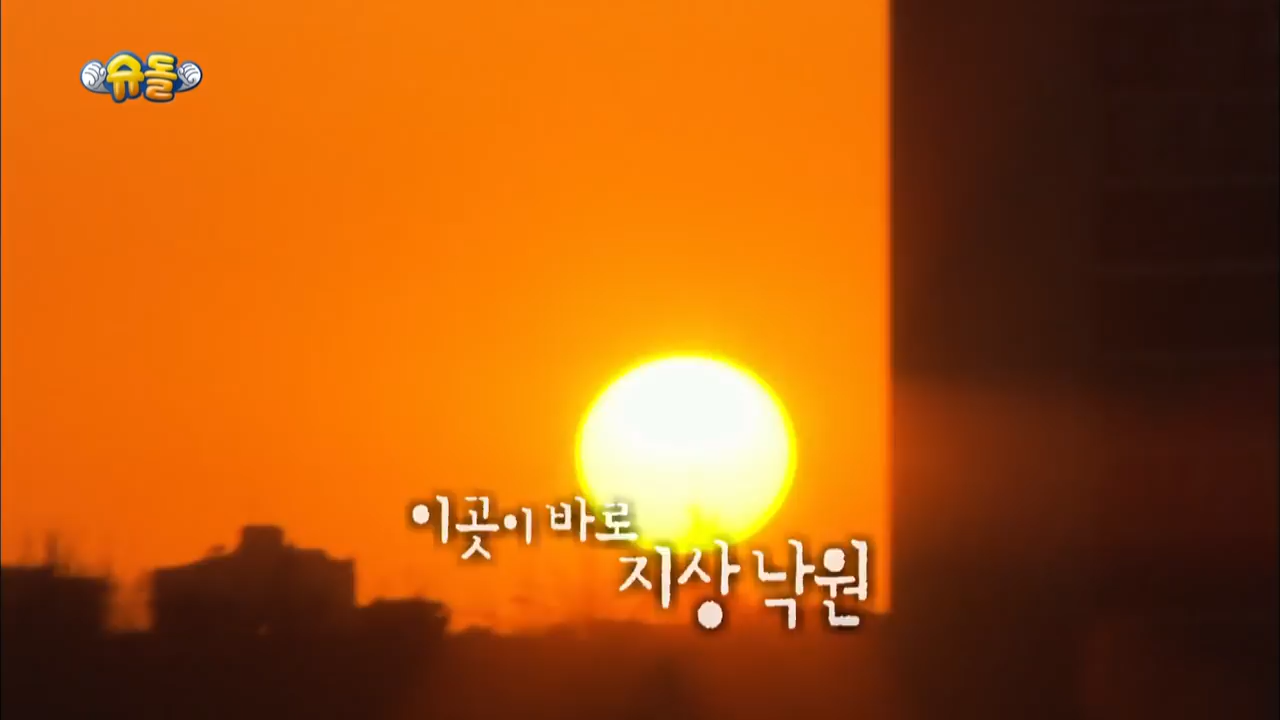 슈돌
이곳이 바로
지상 낙원